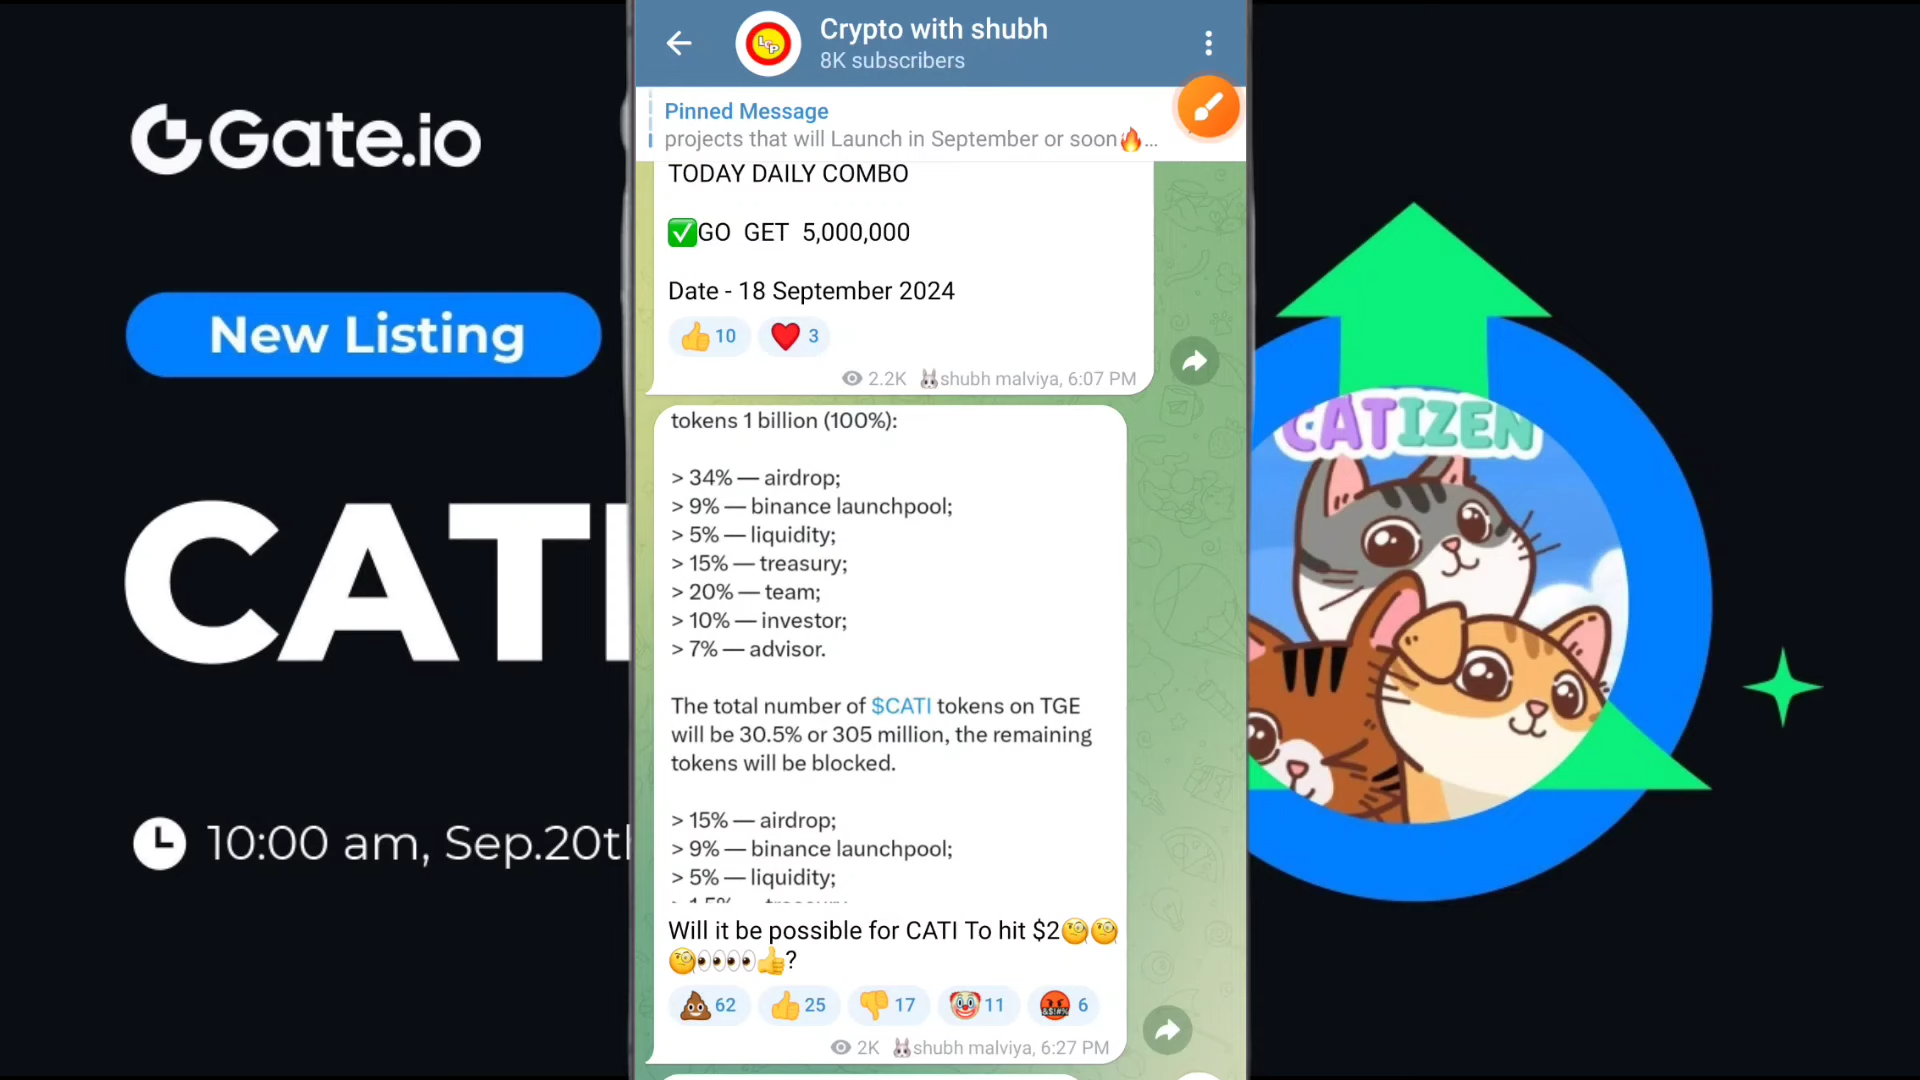 Gate.io
New Listing
CATI
10:00 am, Sep.20th
Crypto with shubh
8K subscribers
LCP
Pinned Message
projects that will Launch in September or soon🔥...
TODAY DAILY COMBO
✅GO GET 5,000,000
Date - 18 September 2024
👍 10 ❤️ 3
2.2K 🐰shubh malviya, 6:07 PM
tokens 1 billion (100%):
> 34% — airdrop;
> 9% — binance launchpool;
> 5% — liquidity;
> 15% — treasury;
> 20% — team;
> 10% — investor;
> 7% — advisor.
The total number of $CATI tokens on TGE
will be 30.5% or 305 million, the remaining
tokens will be blocked.
> 15% — airdrop;
> 9% — binance launchpool;
> 5% — liquidity;
Will it be possible for CATI To hit $2🧐🧐
🧐👀👀👍?
💩 62 👍 25 👎 17 🤡 11 🤬 6
2K 🐰shubh malviya, 6:27 PM
CATIZEN